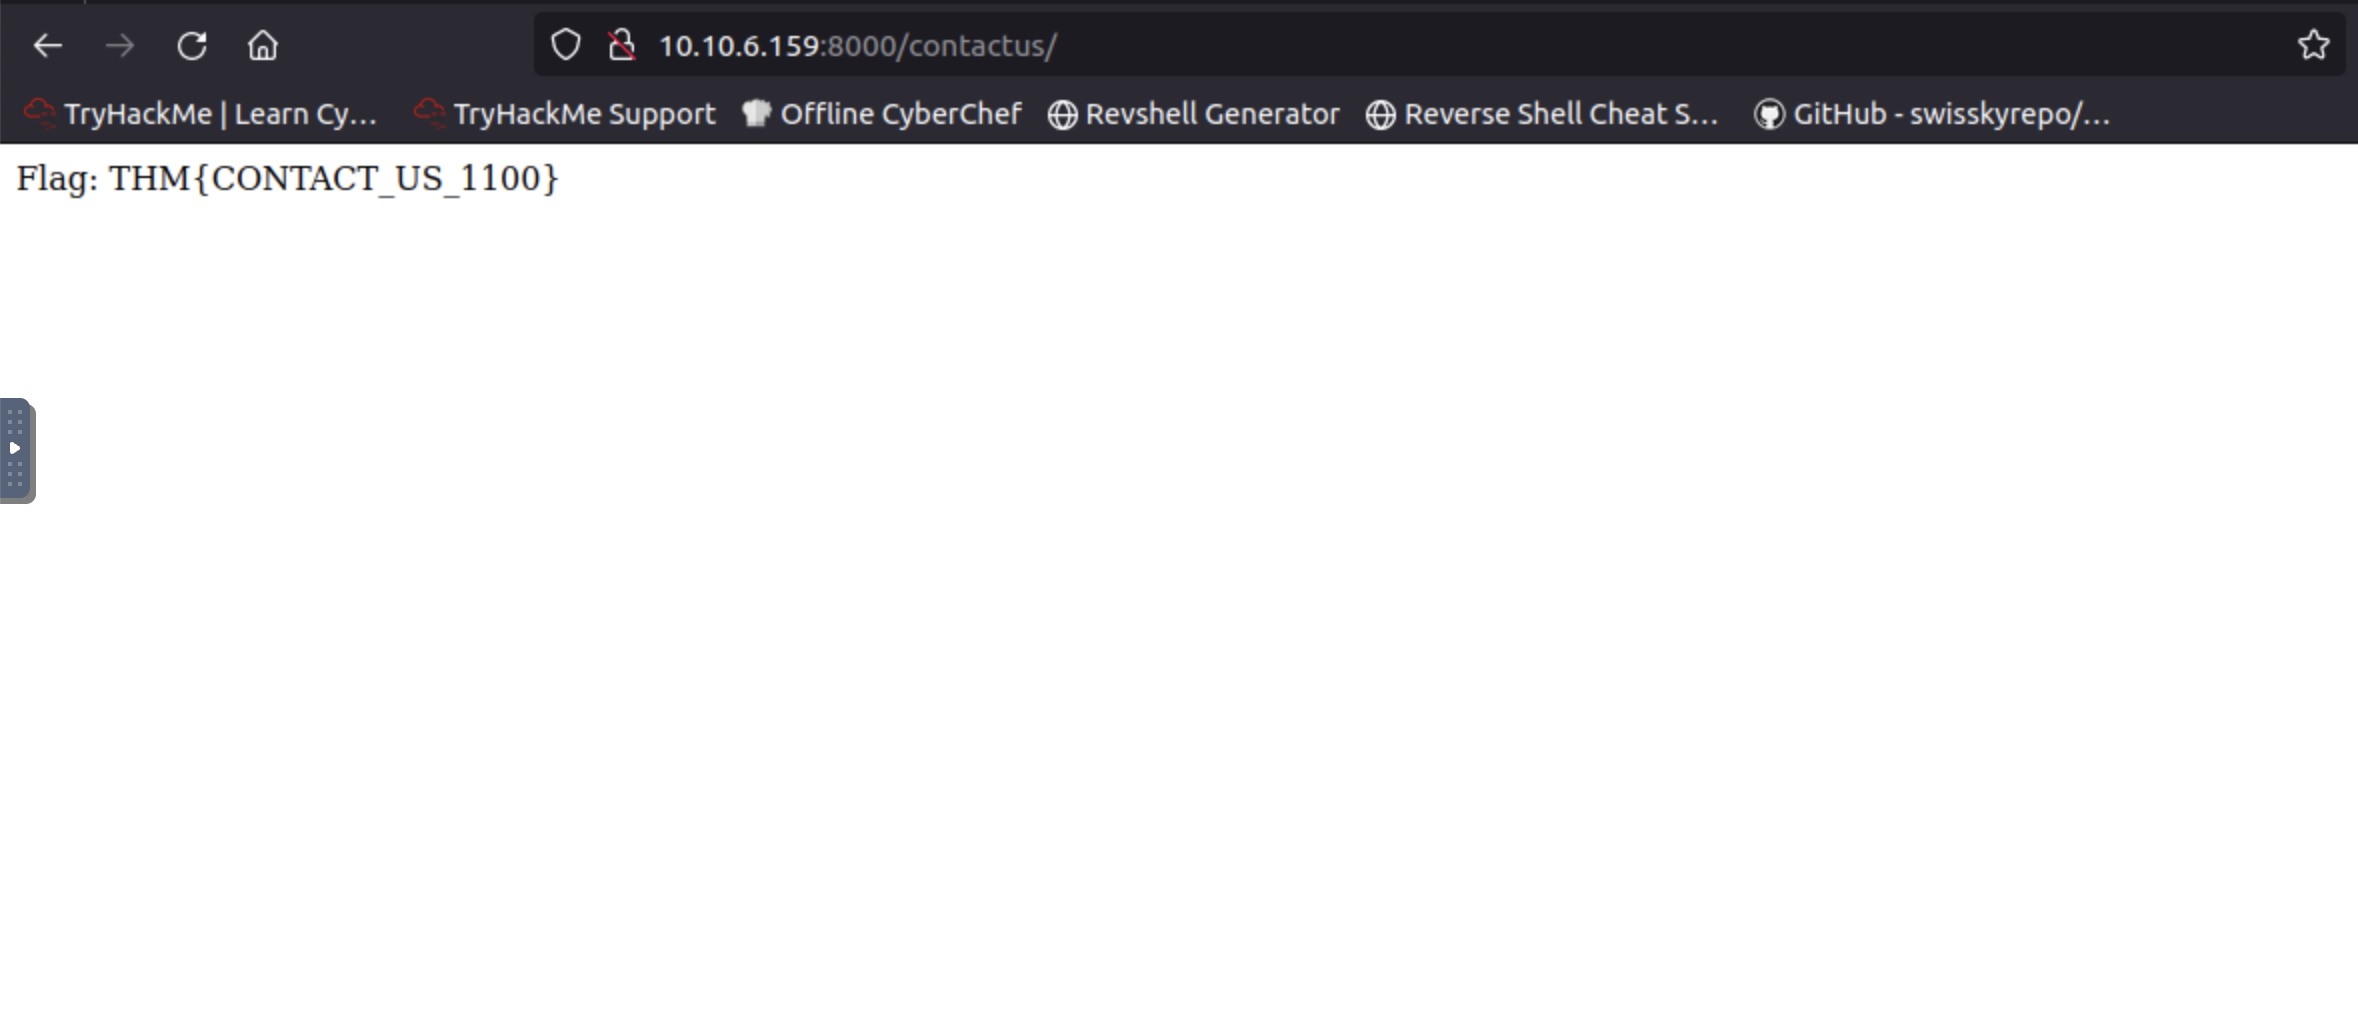 10.10.6.159:8000/contactus/
TryHackMe | Learn Cy... TryHackMe Support Offline CyberChef Revshell Generator Reverse Shell Cheat S... GitHub - swisskyrepo/...
Flag: THM{CONTACT_US_1100}